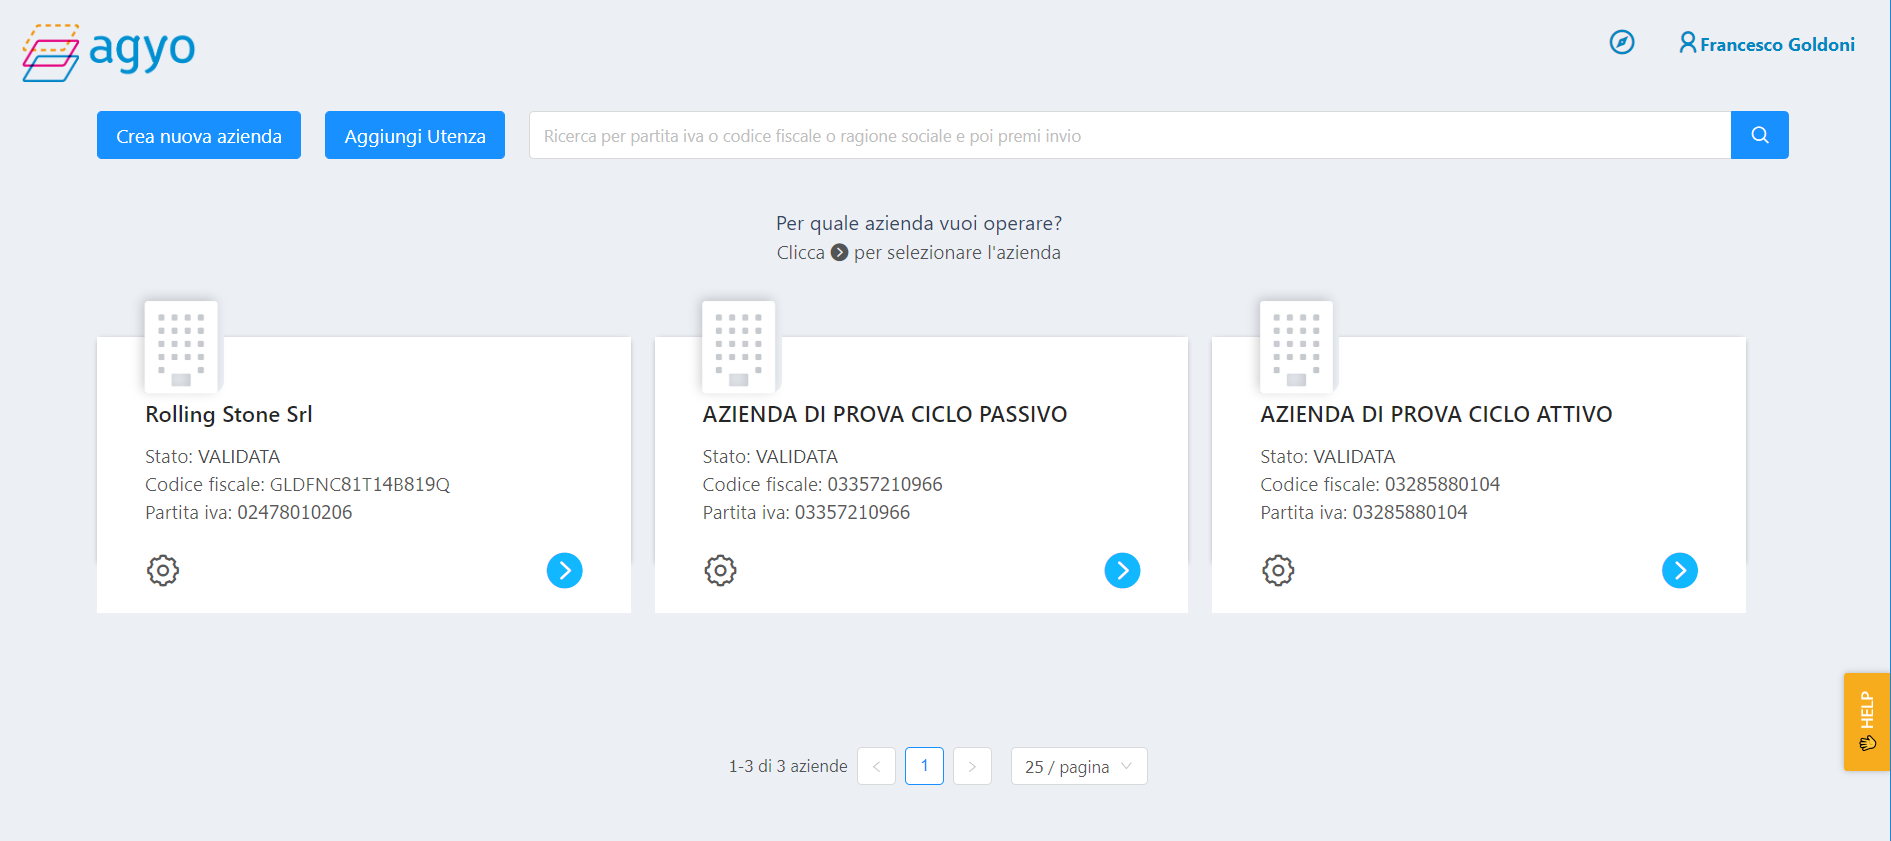 agyo
Francesco Goldoni
Crea nuova azienda
Aggiungi Utenza
Ricerca per partita iva o codice fiscale o ragione sociale e poi premi invio
Per quale azienda vuoi operare?
Clicca per selezionare l'azienda
Rolling Stone Srl
Stato: VALIDATA
Codice fiscale: GLDFNC81T14B819Q
Partita iva: 02478010206
AZIENDA DI PROVA CICLO PASSIVO
Stato: VALIDATA
Codice fiscale: 03357210966
Partita iva: 03357210966
AZIENDA DI PROVA CICLO ATTIVO
Stato: VALIDATA
Codice fiscale: 03285880104
Partita iva: 03285880104
HELP
1-3 di 3 aziende
1
25 / pagina